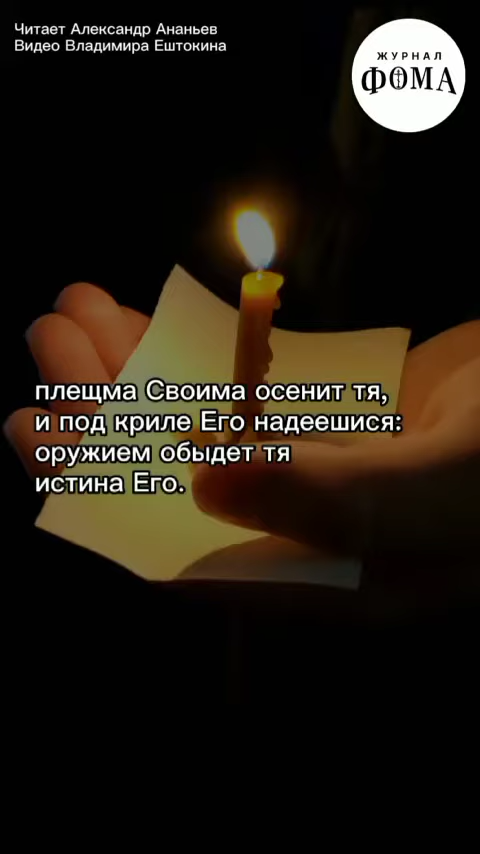 Читает Александр Ананьев
Видео Владимира Ештокина
ЖУРНАЛ
ФОМА
плещма Своима осенит тя,
и под криле Его надеешися:
оружием обыдет тя
истина Его.